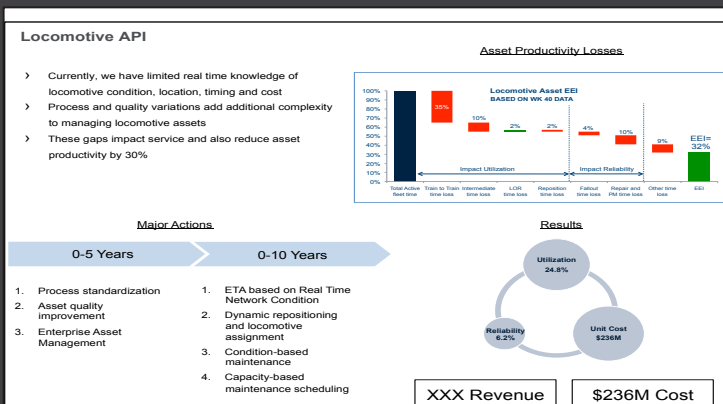 Locomotive API
› Currently, we have limited real time knowledge of
locomotive condition, location, timing and cost
› Process and quality variations add additional complexity
to managing locomotive assets
› These gaps impact service and also reduce asset
productivity by 30%
Asset Productivity Losses
Locomotive Asset EEI
BASED ON WK 40 DATA
100%
90%
80%
70%
60%
50%
40%
30%
20%
10%
0%
35%
10%
2%
2%
4%
10%
9%
EEI=
32%
Impact Utilization
Impact Reliability
Total Active
fleet time
Train to Train
time loss
Intermediate
time loss
LOR
time loss
Reposition
time loss
Fallout
time loss
Repair and
PM time loss
Other time
loss
EEI
Major Actions
0-5 Years
0-10 Years
1. Process standardization
2. Asset quality
improvement
3. Enterprise Asset
Management
1. ETA based on Real Time
Network Condition
2. Dynamic repositioning
and locomotive
assignment
3. Condition-based
maintenance
4. Capacity-based
maintenance scheduling
Results
Utilization
24.8%
Reliability
6.2%
Unit Cost
$236M
XXX Revenue
$236M Cost